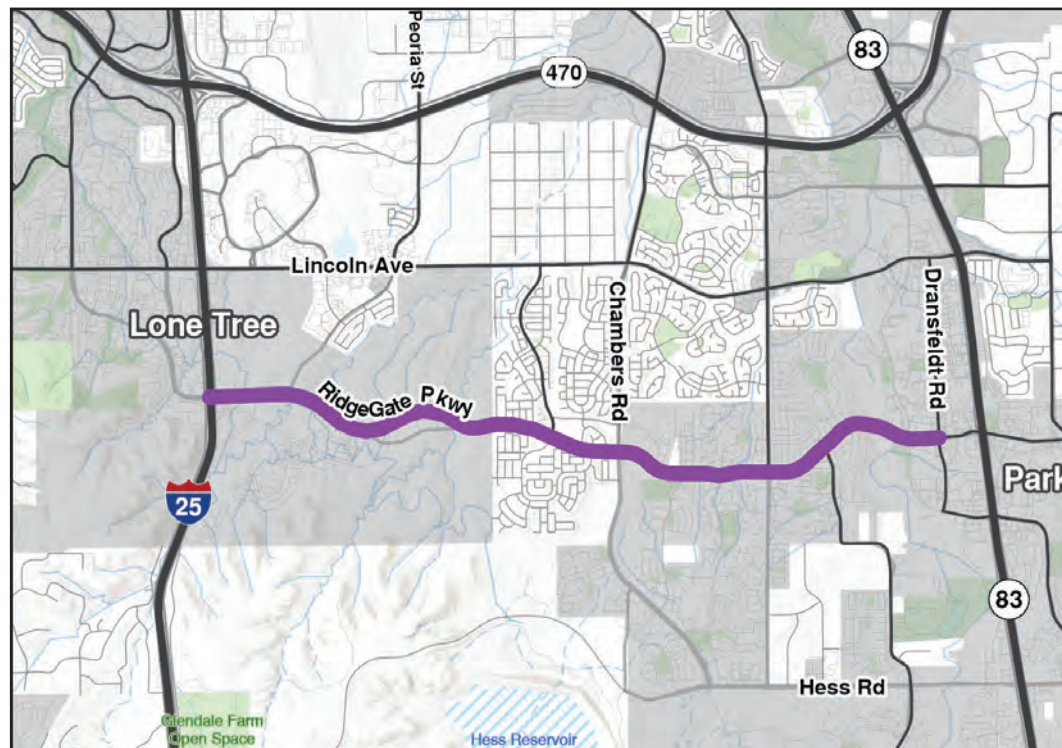 Peoria St
83
470
Lincoln Ave
Lone Tree
Chambers Rd
Dransfeldt Rd
RidgeGate Pkwy
25
Park
83
Hess Rd
Glendale Farm
Open Space
Hess Reservoir